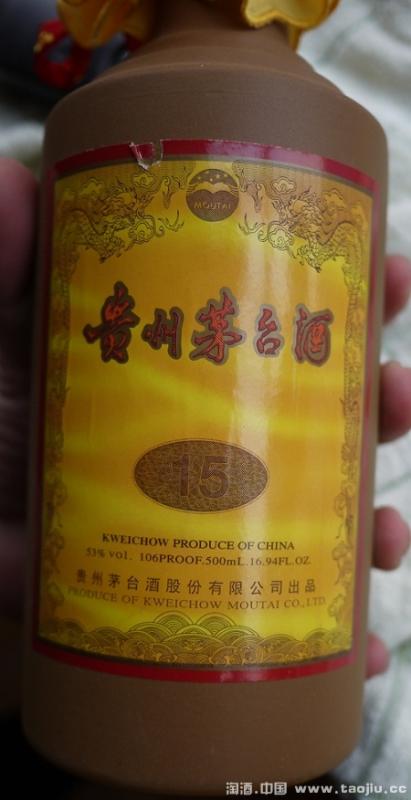 MOUTAI
贵州茅台酒
15
KWEICHOW PRODUCE OF CHINA
53% vol. 106PROOF.500mL.16.94FL.OZ.
贵州茅台酒股份有限公司出品
PRODUCE OF KWEICHOW MOUTAI CO.,LTD.
淘酒.中国 www.taojiu.cc